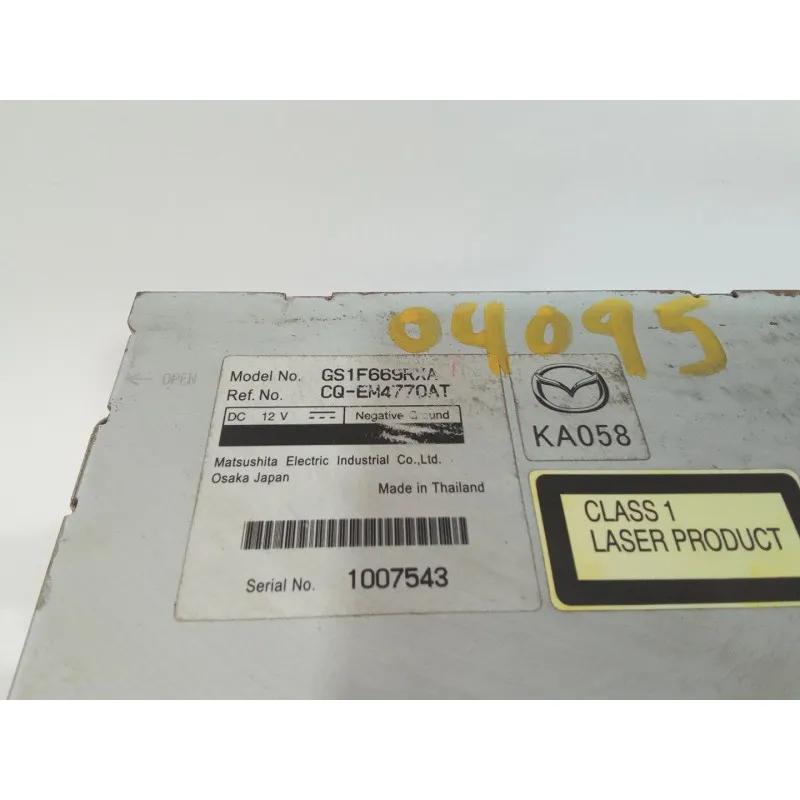 04095
← OPEN
Model No. GS1F669RXA
Ref. No. CQ-EM4770AT
DC 12 V Negative Ground
Matsushita Electric Industrial Co.,Ltd.
Osaka Japan
Made in Thailand
Serial No. 1007543
KA058
CLASS 1
LASER PRODUCT